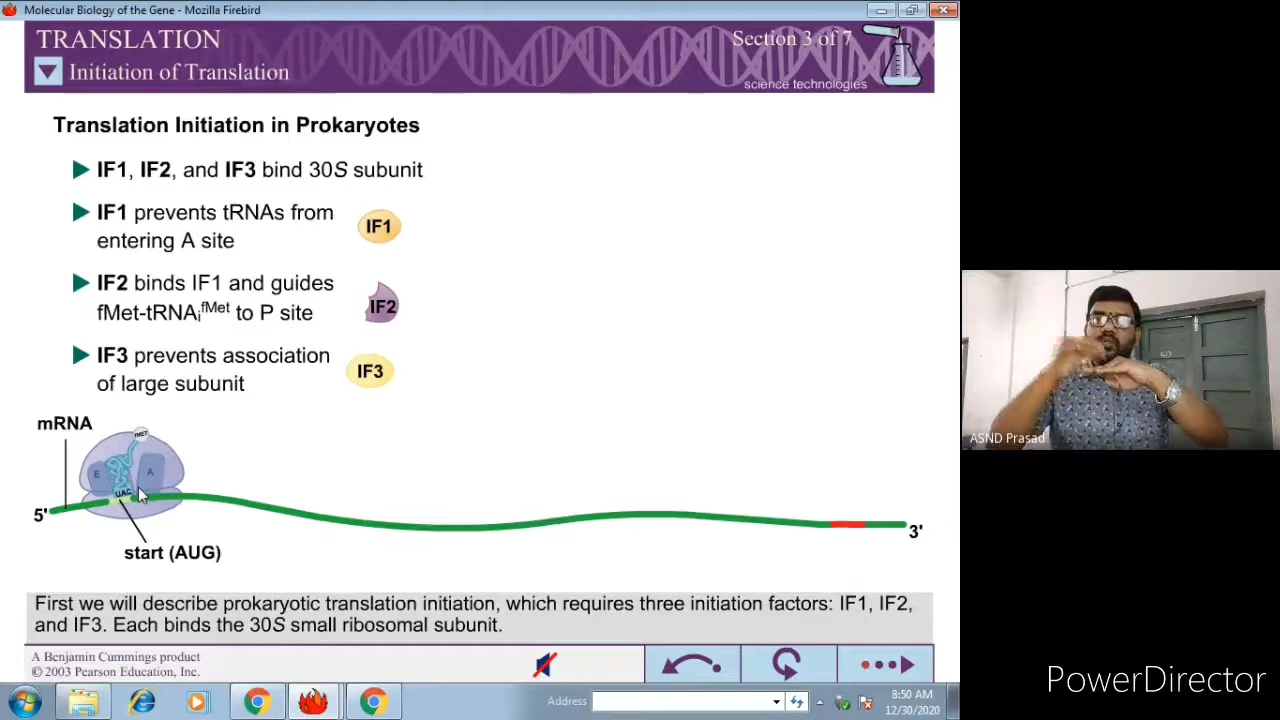 Molecular Biology of the Gene - Mozilla Firebird
TRANSLATION
Section 3 of 7
Initiation of Translation
science technologies
Translation Initiation in Prokaryotes
IF1, IF2, and IF3 bind 30S subunit
IF1 prevents tRNAs from
entering A site
IF1
IF2 binds IF1 and guides
fMet-tRNAifMet to P site
IF2
IF3 prevents association
of large subunit
IF3
mRNA
fMET
E
A
UAC
5'
3'
start (AUG)
First we will describe prokaryotic translation initiation, which requires three initiation factors: IF1, IF2,
and IF3. Each binds the 30S small ribosomal subunit.
A Benjamin Cummings product
© 2003 Pearson Education, Inc.
Address
8:50 AM
12/30/2020
ASND Prasad
PowerDirector